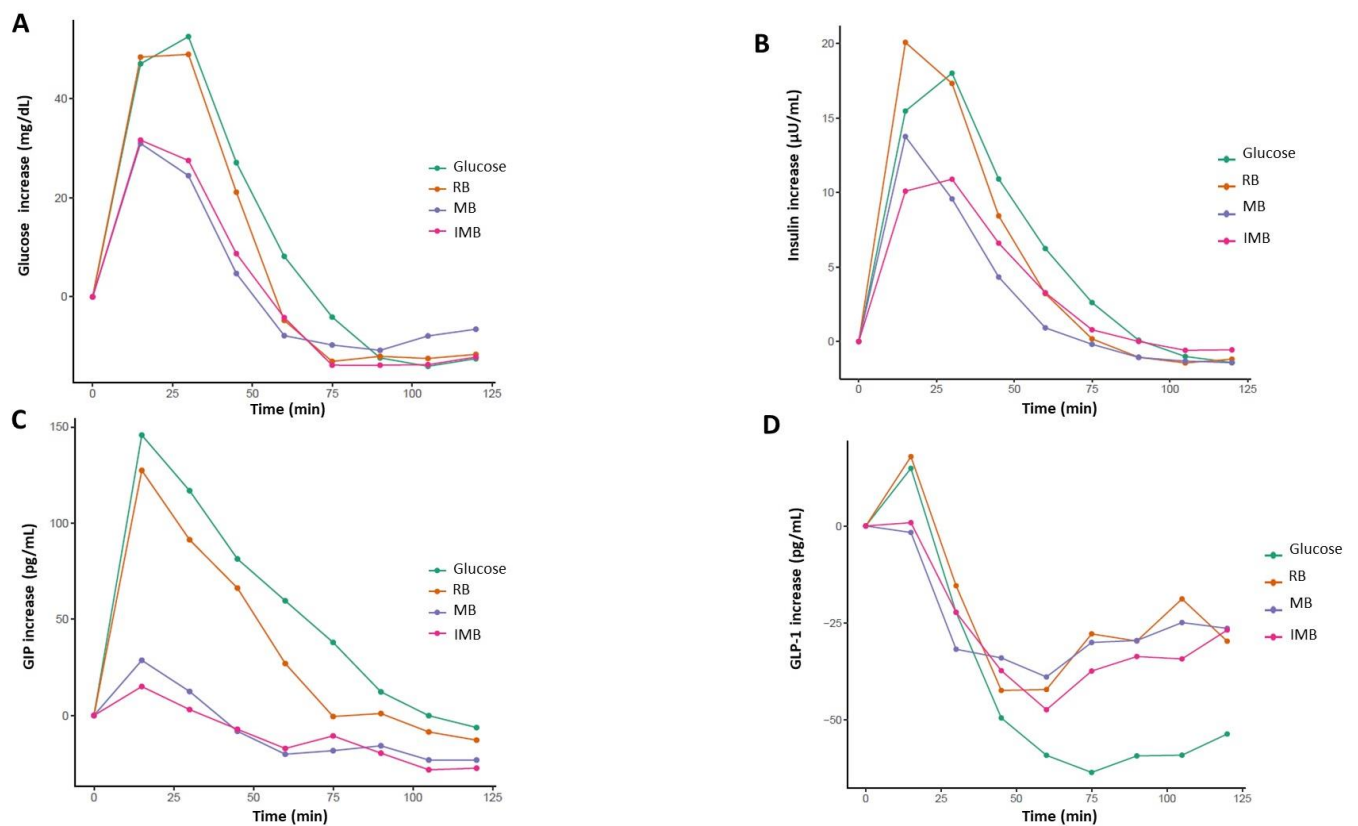 A
Glucose increase (mg/dL)
40
20
0
0
25
50
75
100
125
Time (min)
Glucose
RB
MB
IMB
B
Insulin increase (µU/mL)
20
15
10
5
0
0
25
50
75
100
125
Time (min)
Glucose
RB
MB
IMB
C
GIP increase (pg/mL)
150
100
50
0
0
25
50
75
100
125
Time (min)
Glucose
RB
MB
IMB
D
GLP-1 increase (pg/mL)
0
−25
−50
0
25
50
75
100
125
Time (min)
Glucose
RB
MB
IMB